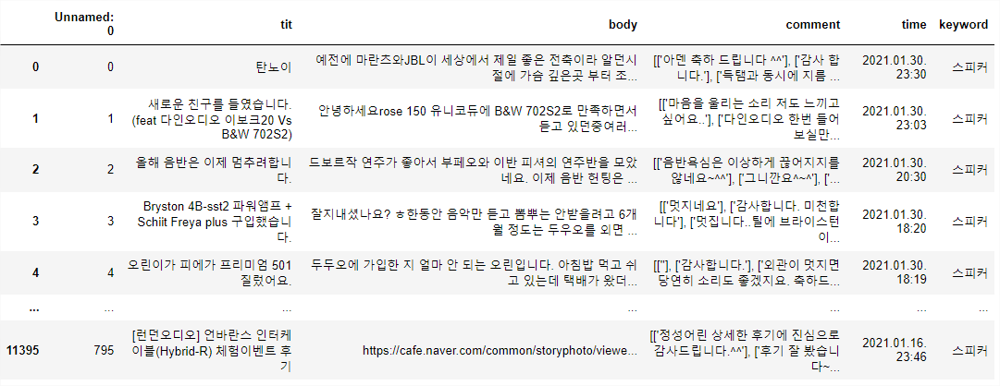 Unnamed: 0 tit body comment time keyword
0 0 탄노이 예전에 마란츠와JBL이 세상에서 제일 좋은 전축이라 알던시절에 가슴 깊은곳 부터 조... [['아덴 축하 드립니다 ^^'], ['감사 합니다.'], ['득템과 동시에 지름 ... 2021.01.30. 23:30 스피커
1 1 새로운 친구를 들였습니다. (feat 다인오디오 이보크20 Vs B&W 702S2) 안녕하세요rose 150 유니코듀에 B&W 702S2로 만족하면서 듣고 있던중여러... [['마음을 울리는 소리 저도 느끼고 싶어요..'], ['다인오디오 한번 들어보실만... 2021.01.30. 23:03 스피커
2 2 올해 음반은 이제 멈추려합니다. 드보르작 연주가 좋아서 부페오와 이반 피셔의 연주반을 모았네요. 이제 음반 헌팅은 ... [['음반욕심은 이상하게 끊어지지를 않네요~^^'], ['그니깐요^~^'], ['... 2021.01.30. 20:30 스피커
3 3 Bryston 4B-sst2 파워앰프 + Schiit Freya plus 구입했습니다. 잘지내셨나요? ㅎ한동안 음악만 듣고 뽐뿌는 안받을려고 6개월 정도는 두우오를 외면 ... [['멋지네요'], ['감사합니다. 미천합니다'], ['멋집니다..틸에 브라이스턴이... 2021.01.30. 18:20 스피커
4 4 오린이가 피에가 프리미엄 501 질렀어요. 두두오에 가입한 지 얼마 안 되는 오린입니다. 아침밥 먹고 쉬고 있는데 택배가 왔더... [[''], ['감사합니다.'], ['외관이 멋지면 당연히 소리도 좋겠지요. 축하드... 2021.01.30. 18:19 스피커
... ... ... ... ... ... ...
11395 795 [런던오디오] 언바란스 인터케이블(Hybrid-R) 체험이벤트 후기 https://cafe.naver.com/common/storyphoto/viewe... [['정성어린 상세한 후기에 진심으로 감사드립니다.^^'], ['후기 잘 봤습니다~... 2021.01.16. 23:46 스피커